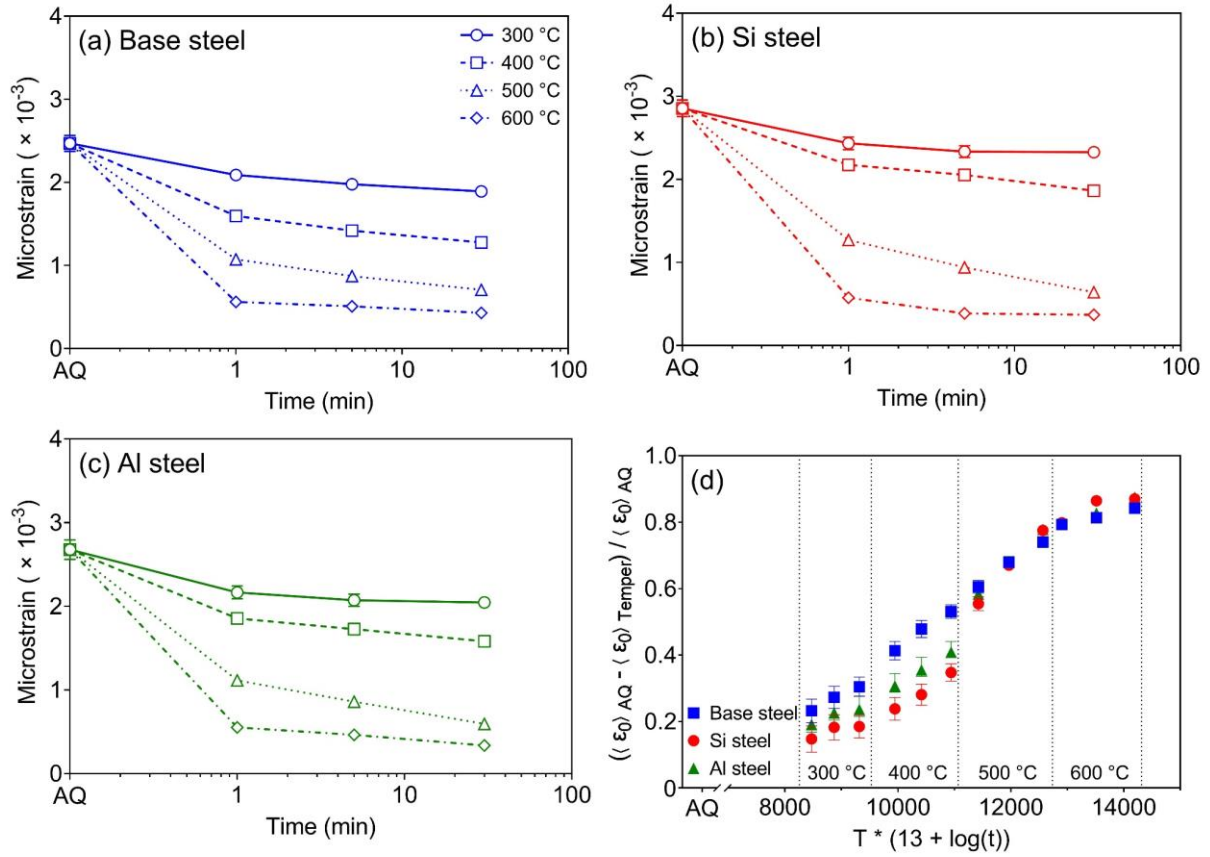 (a) Base steel
300 °C
400 °C
500 °C
600 °C
Microstrain ( × 10⁻³)
4
3
2
1
0
AQ
1
10
100
Time (min)
(b) Si steel
Microstrain ( × 10⁻³)
4
3
2
1
0
AQ
1
10
100
Time (min)
(c) Al steel
Microstrain ( × 10⁻³)
4
3
2
1
0
AQ
1
10
100
Time (min)
(d)
(⟨ ε₀⟩ AQ - ⟨ ε₀⟩ Temper) / ⟨ ε₀⟩ AQ
1.0
0.8
0.6
0.4
0.2
0
Base steel
Si steel
Al steel
300 °C
400 °C
500 °C
600 °C
AQ
8000
10000
12000
14000
T * (13 + log(t))